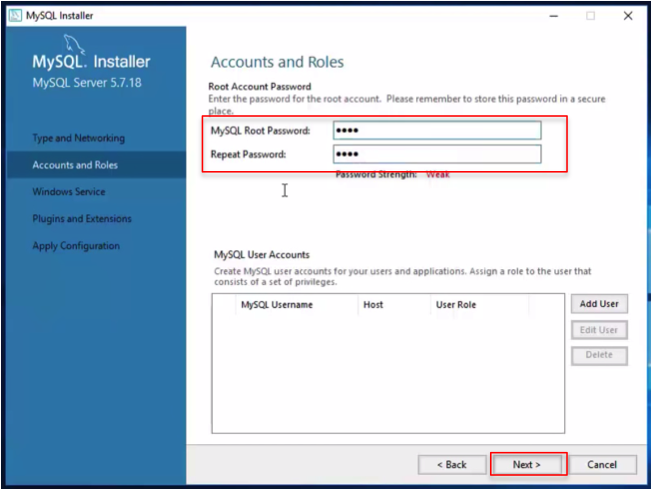 MySQL Installer
MySQL. Installer
MySQL Server 5.7.18
Type and Networking
Accounts and Roles
Windows Service
Plugins and Extensions
Apply Configuration
Accounts and Roles
Root Account Password
Enter the password for the root account. Please remember to store this password in a secure
place.
MySQL Root Password: ••••
Repeat Password: ••••
Password Strength: Weak
MySQL User Accounts
Create MySQL user accounts for your users and applications. Assign a role to the user that
consists of a set of privileges.
MySQL Username Host User Role
Add User
Edit User
Delete
< Back Next > Cancel